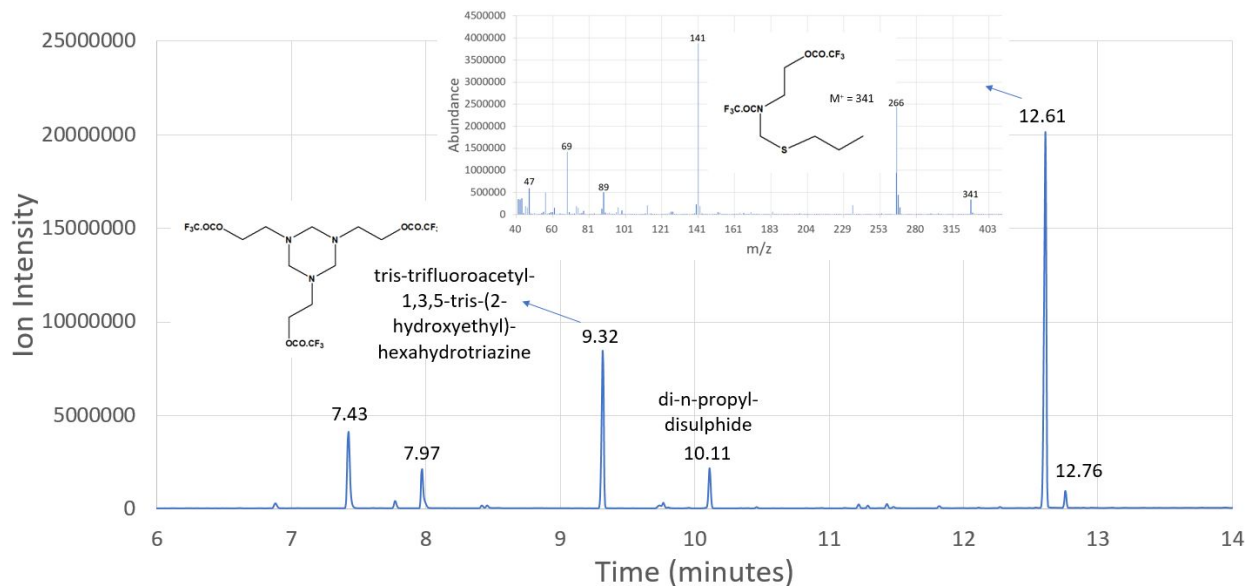 4500000
4000000
3500000
3000000
2500000
2000000
1500000
1000000
500000
0
Abundance
47
69
89
141
266
341
40 60 81 101 121 141 161 183 204 229 253 280 315 403
m/z
OCO.CF₃
F₃C.OCN
S
M⁺ = 341
25000000
20000000
15000000
10000000
5000000
0
Ion Intensity
F₃C.OCO
OCO.CF₃
N
N
N
OCO.CF₃
tris-trifluoroacetyl-
1,3,5-tris-(2-
hydroxyethyl)-
hexahydrotriazine
di-n-propyl-
disulphide
7.43
7.97
9.32
10.11
12.61
12.76
6 7 8 9 10 11 12 13 14
Time (minutes)